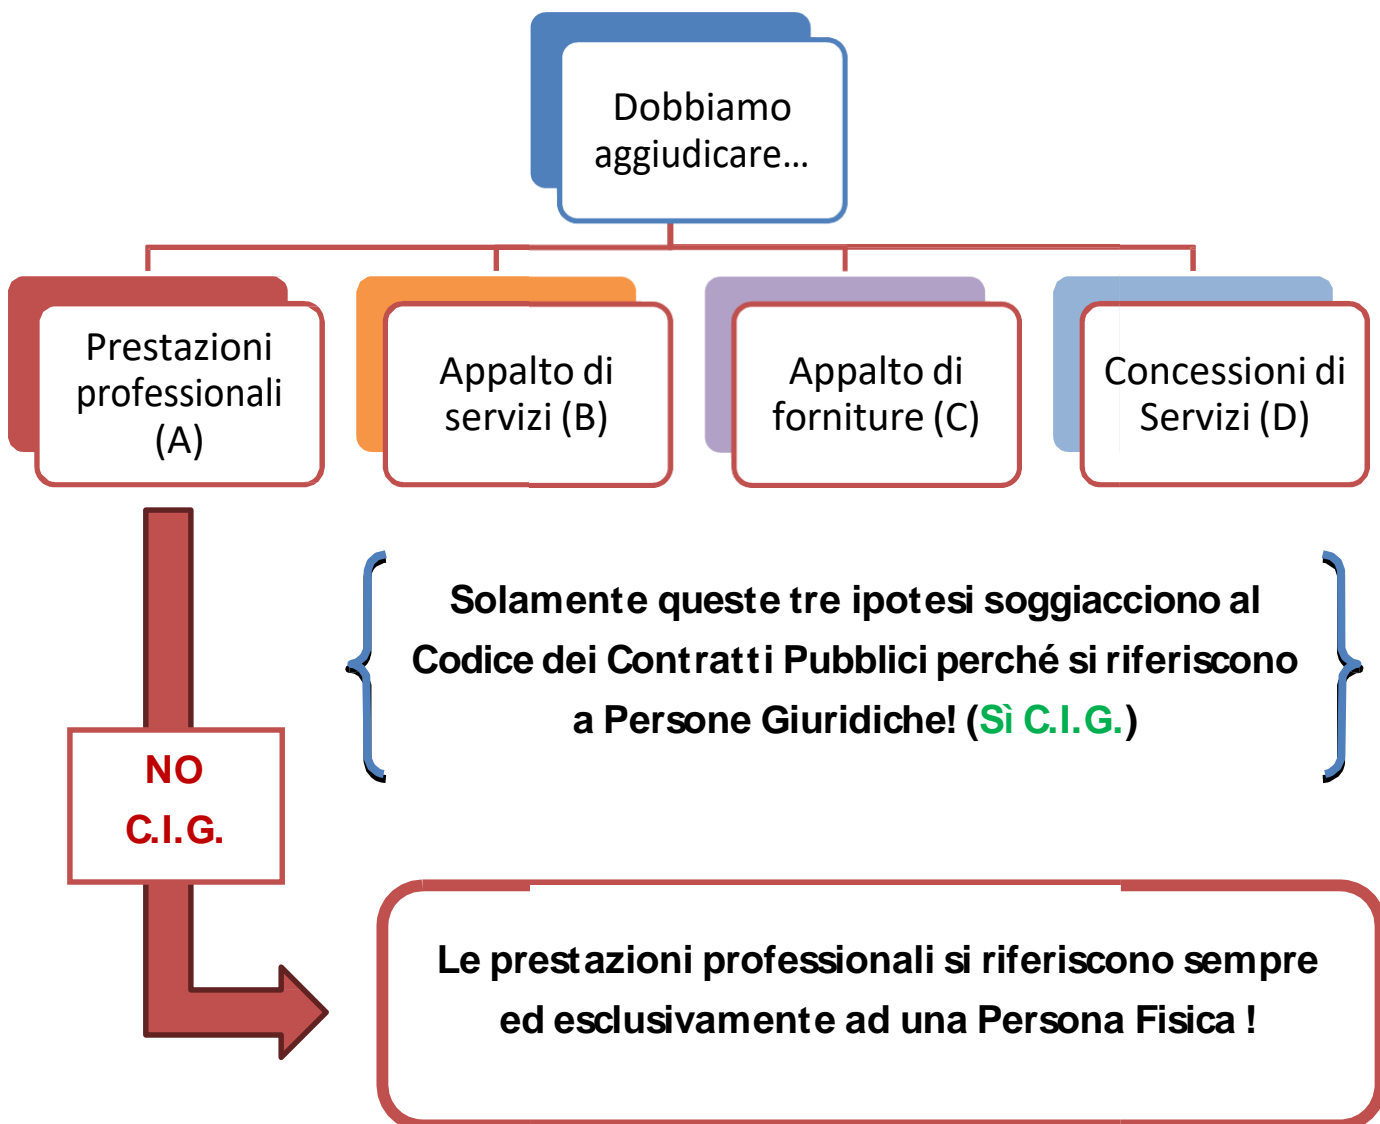 Dobbiamo
aggiudicare...
Prestazioni
professionali
(A)
Appalto di
servizi (B)
Appalto di
forniture (C)
Concessioni di
Servizi (D)
Solamente queste tre ipotesi soggiacciono al
Codice dei Contratti Pubblici perché si riferiscono
a Persone Giuridiche! (Sì C.I.G.)
NO
C.I.G.
Le prestazioni professionali si riferiscono sempre
ed esclusivamente ad una Persona Fisica !